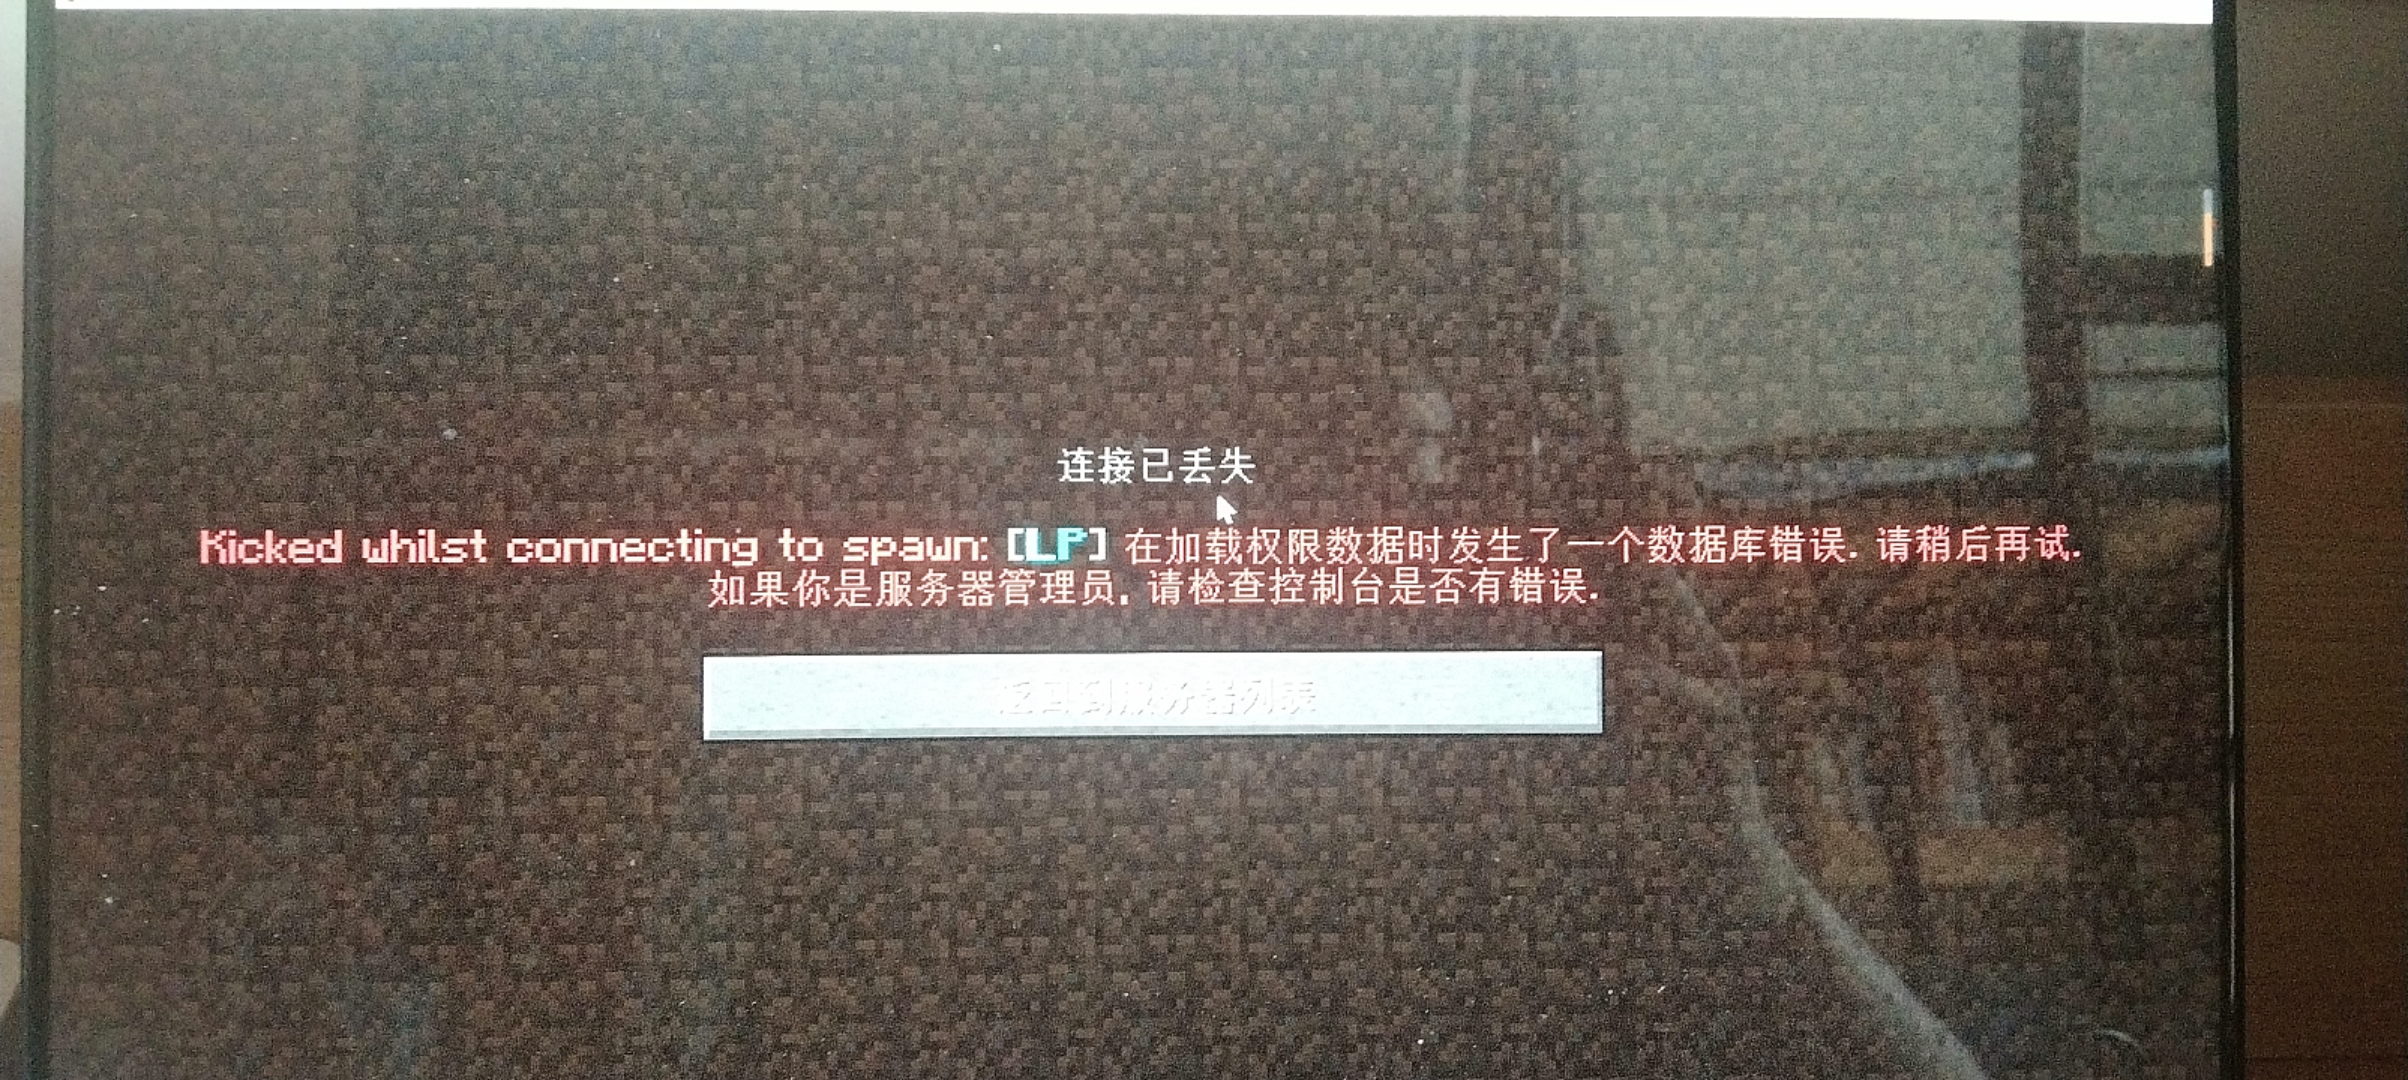 连接已丢失
Kicked whilst connecting to spawn: [LP] 在加载权限数据时发生了一个数据库错误. 请稍后再试.
如果你是服务器管理员, 请检查控制台是否有错误.
返回到服务器列表